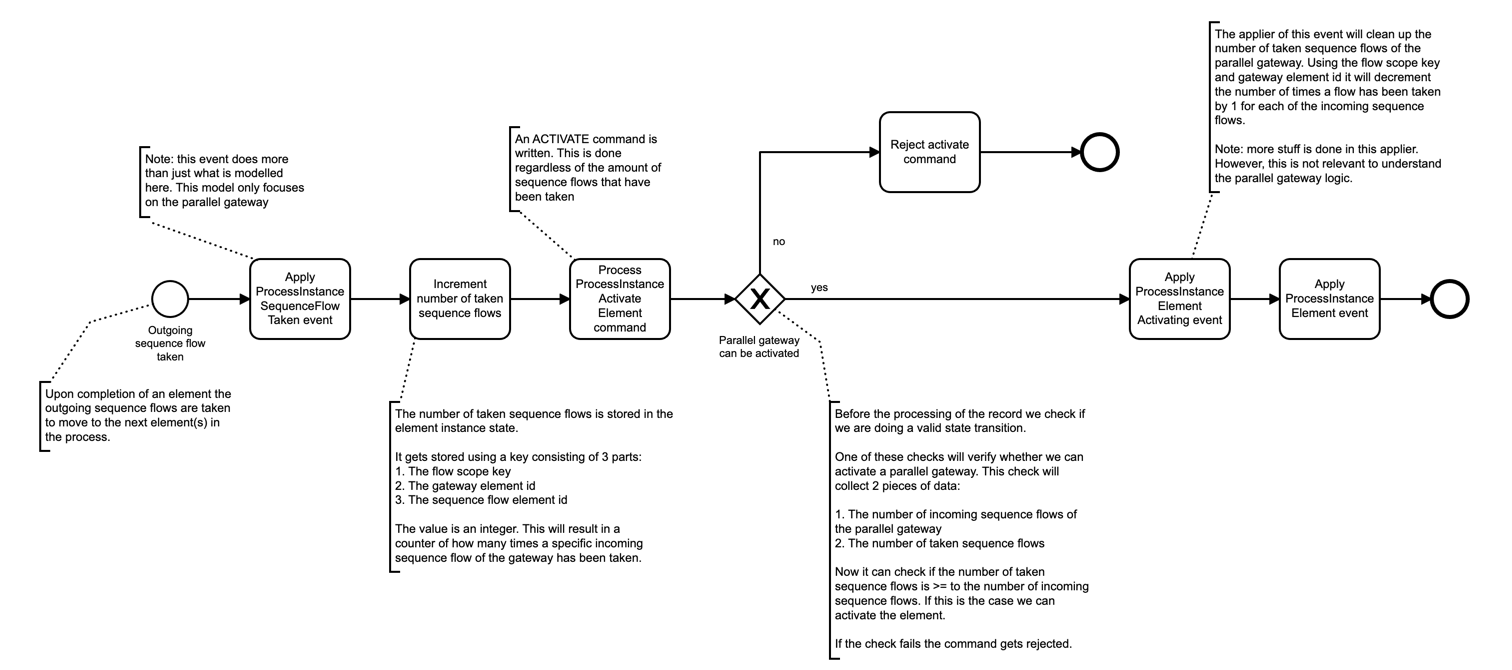 The applier of this event will clean up the
number of taken sequence flows of the
parallel gateway. Using the flow scope key
and gateway element id it will decrement
the number of times a flow has been taken
by 1 for each of the incoming sequence
flows.
Note: more stuff is done in this applier.
However, this is not relevant to understand
the parallel gateway logic.
An ACTIVATE command is
written. This is done
regardless of the amount of
sequence flows that have
been taken
Note: this event does more
than just what is modelled
here. This model only focuses
on the parallel gateway
Reject activate
command
no
yes
Outgoing
sequence flow
taken
Apply
ProcessInstance
SequenceFlow
Taken event
Increment
number of taken
sequence flows
Process
ProcessInstance
Activate
Element
command
Parallel gateway
can be activated
Apply
ProcessInstance
Element
Activating event
Apply
ProcessInstance
Element event
Upon completion of an element the
outgoing sequence flows are taken
to move to the next element(s) in
the process.
The number of taken sequence flows is stored in the
element instance state.
It gets stored using a key consisting of 3 parts:
1. The flow scope key
2. The gateway element id
3. The sequence flow element id
The value is an integer. This will result in a
counter of how many times a specific incoming
sequence flow of the gateway has been taken.
Before the processing of the record we check if
we are doing a valid state transition.
One of these checks will verify whether we can
activate a parallel gateway. This check will
collect 2 pieces of data:
1. The number of incoming sequence flows of
the parallel gateway
2. The number of taken sequence flows
Now it can check if the number of taken
sequence flows is >= to the number of incoming
sequence flows. If this is the case we can
activate the element.
If the check fails the command gets rejected.